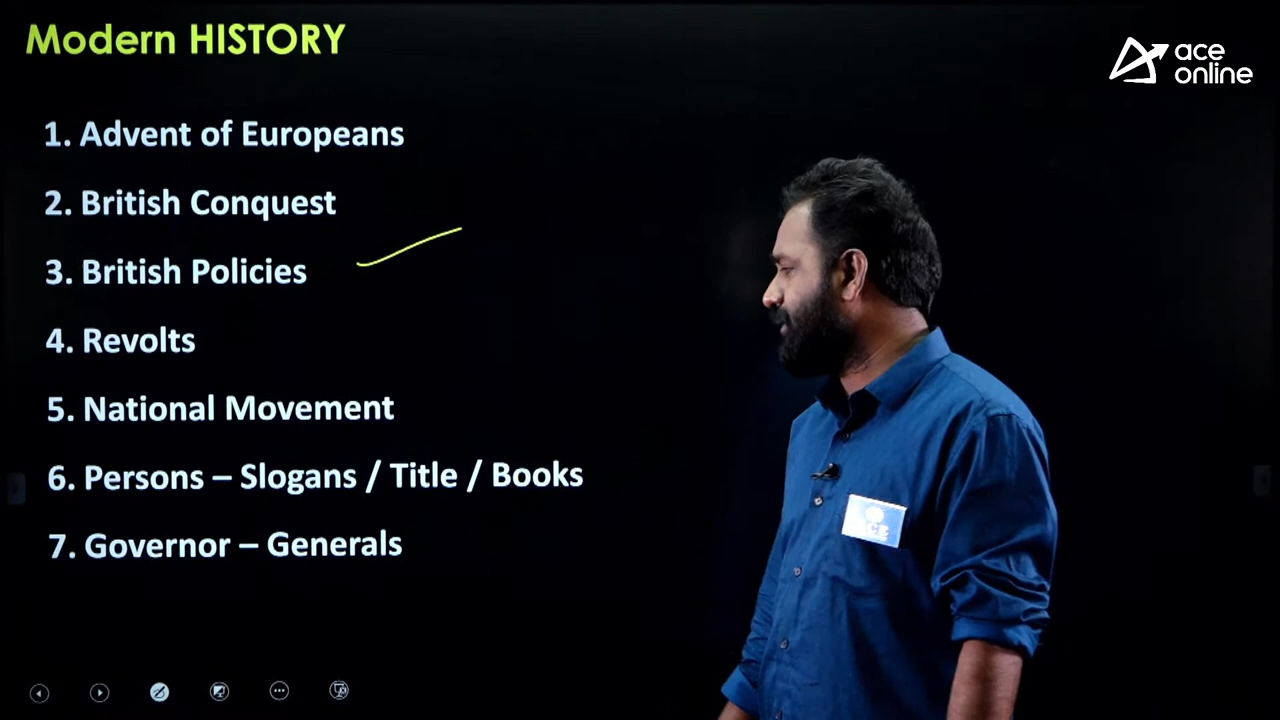 Modern HISTORY
ace
online
1. Advent of Europeans
2. British Conquest
3. British Policies
4. Revolts
5. National Movement
6. Persons – Slogans / Title / Books
7. Governor – Generals